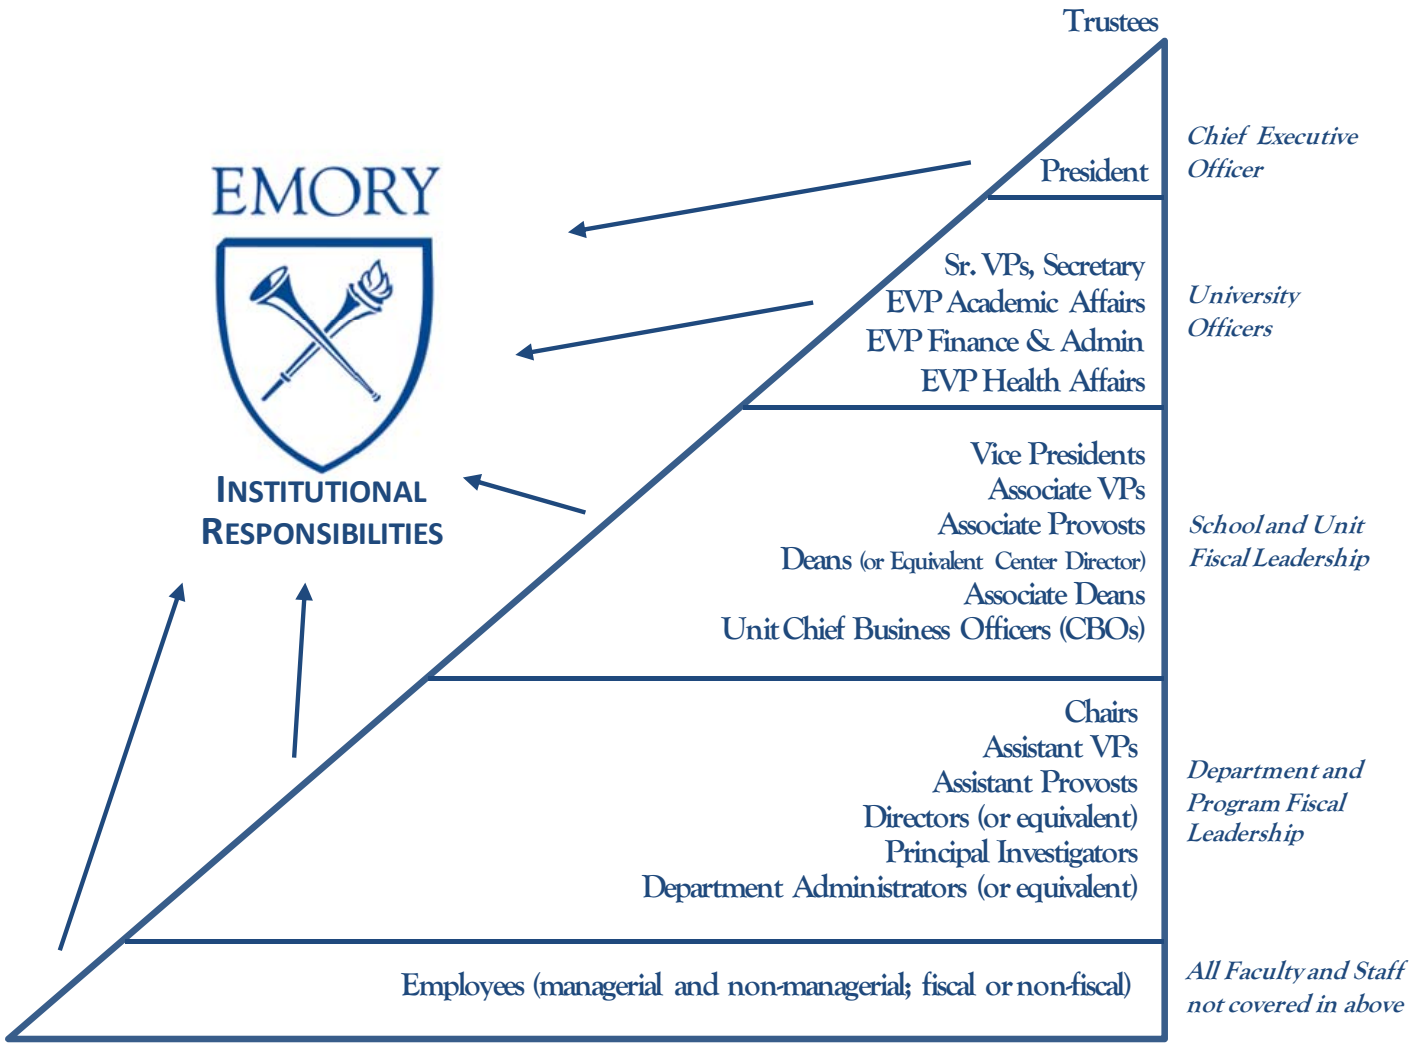 Trustees
Chief Executive
Officer
President
EMORY
Sr. VPs, Secretary
EVP Academic Affairs
EVP Finance & Admin
EVP Health Affairs
University
Officers
Vice Presidents
Associate VPs
Associate Provosts
Deans (or Equivalent Center Director)
Associate Deans
Unit Chief Business Officers (CBOs)
School and Unit
Fiscal Leadership
INSTITUTIONAL
RESPONSIBILITIES
Chairs
Assistant VPs
Assistant Provosts
Directors (or equivalent)
Principal Investigators
Department Administrators (or equivalent)
Department and
Program Fiscal
Leadership
Employees (managerial and non-managerial; fiscal or non-fiscal)
All Faculty and Staff
not covered in above